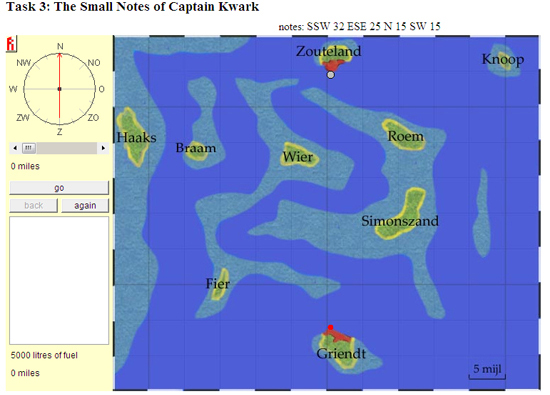 Task 3: The Small Notes of Captain Kwark
notes: SSW 32 ESE 25 N 15 SW 15
R
N
NW NO
W O
ZW ZO
Z
0 miles
go
back again
5000 litres of fuel
0 miles
Zouteland
Knoop
Haaks
Braam
Wier
Roem
Simonszand
Fier
Griendt
5 mijl